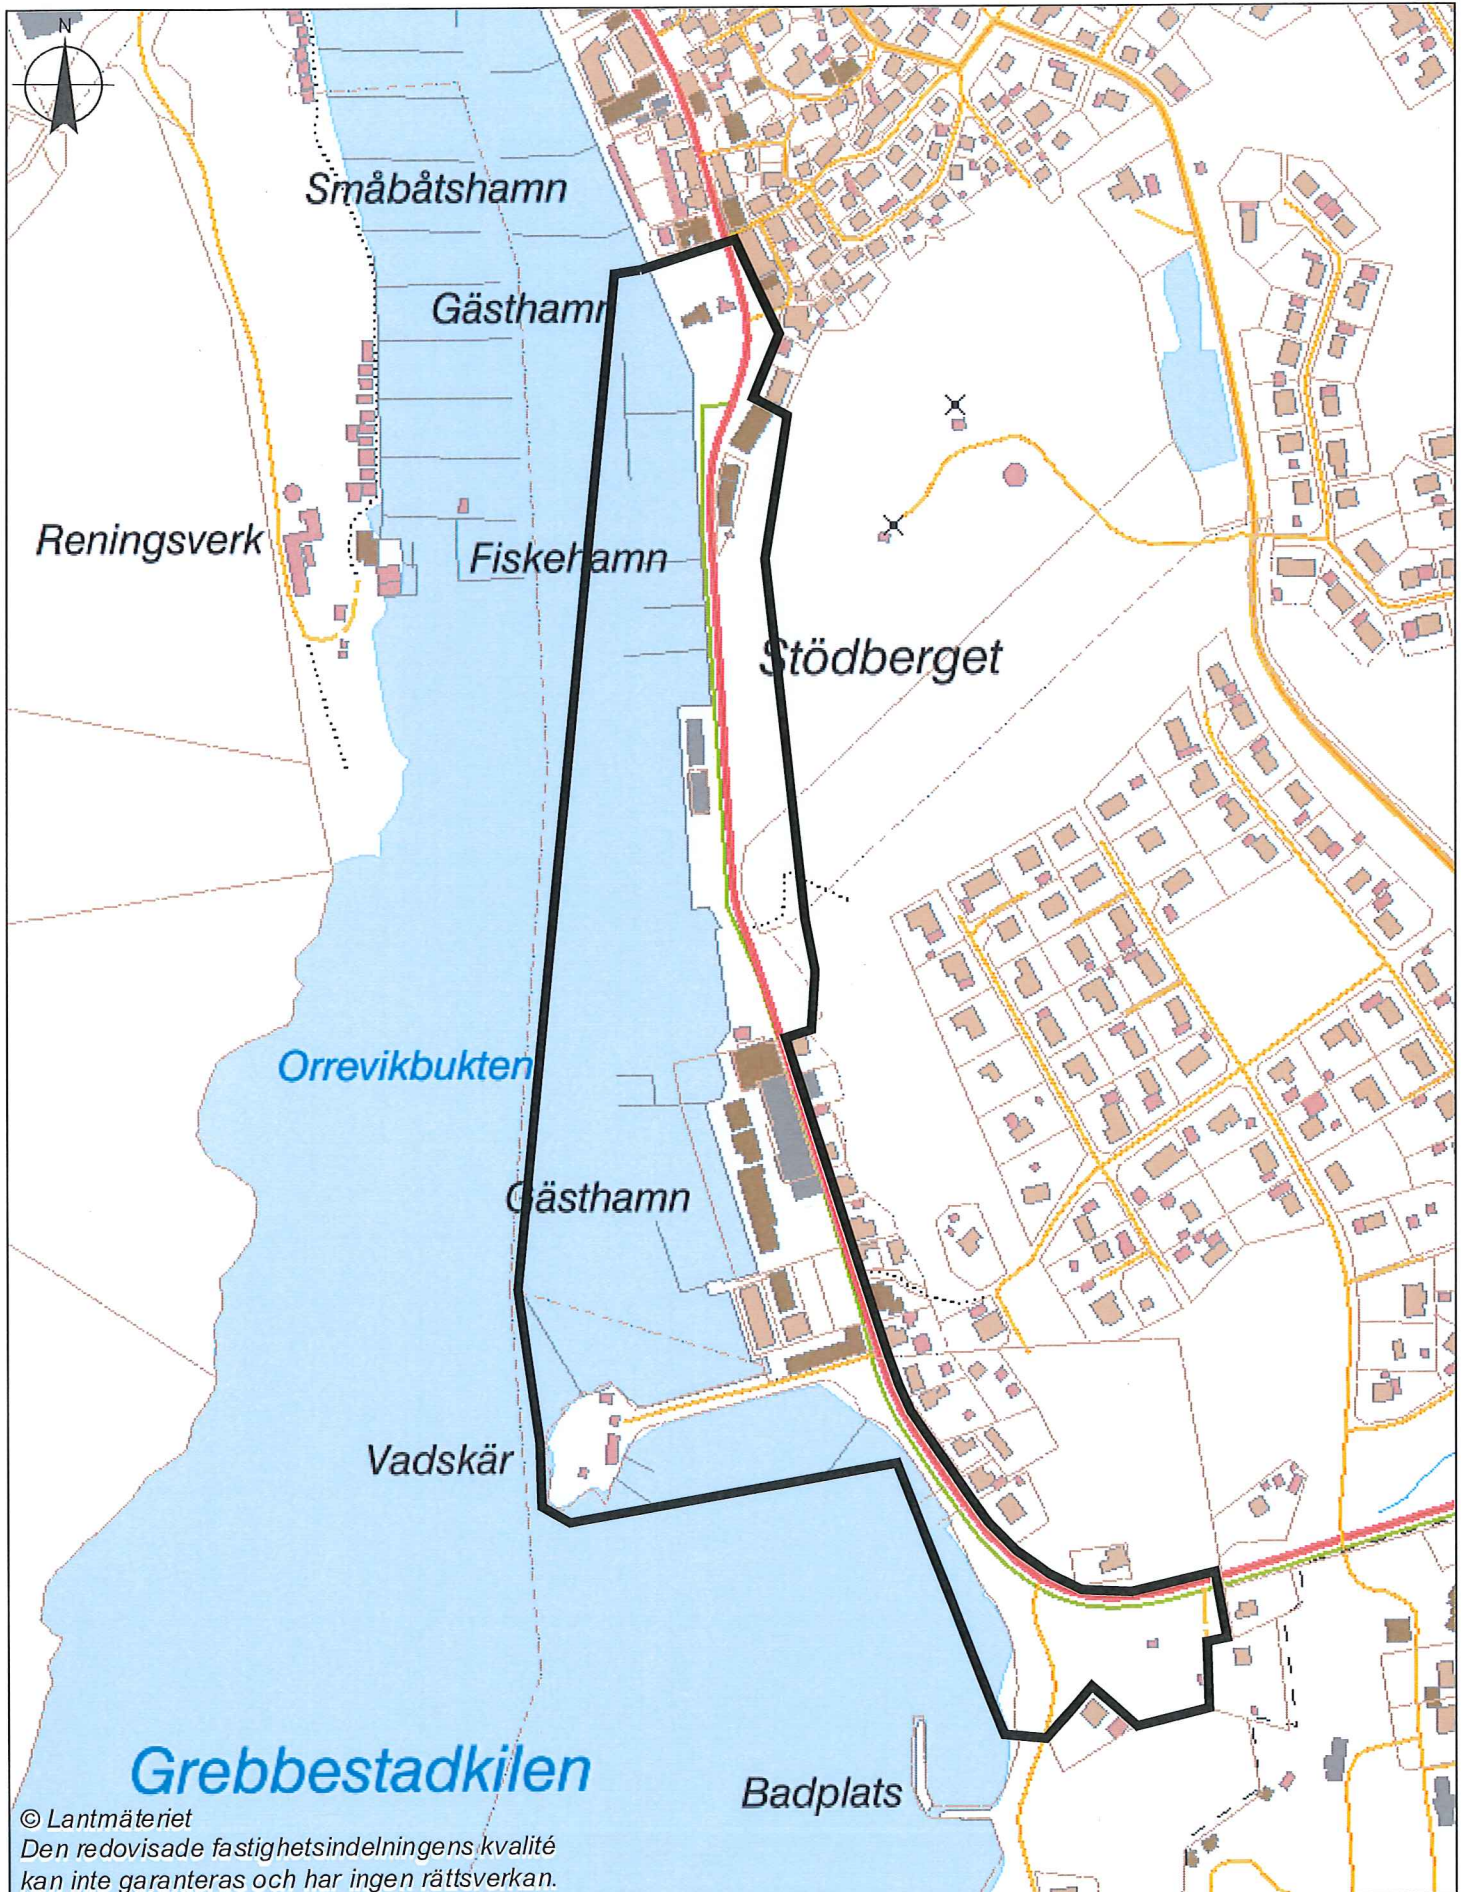 N
Småbåtshamn
Gästhamn
Reningsverk
Fiskehamn
Stödberget
Orrevikbukten
Gästhamn
Vadskär
Grebbestadkilen
Badplats
© Lantmäteriet
Den redovisade fastighetsindelningens kvalité
kan inte garanteras och har ingen rättsverkan.